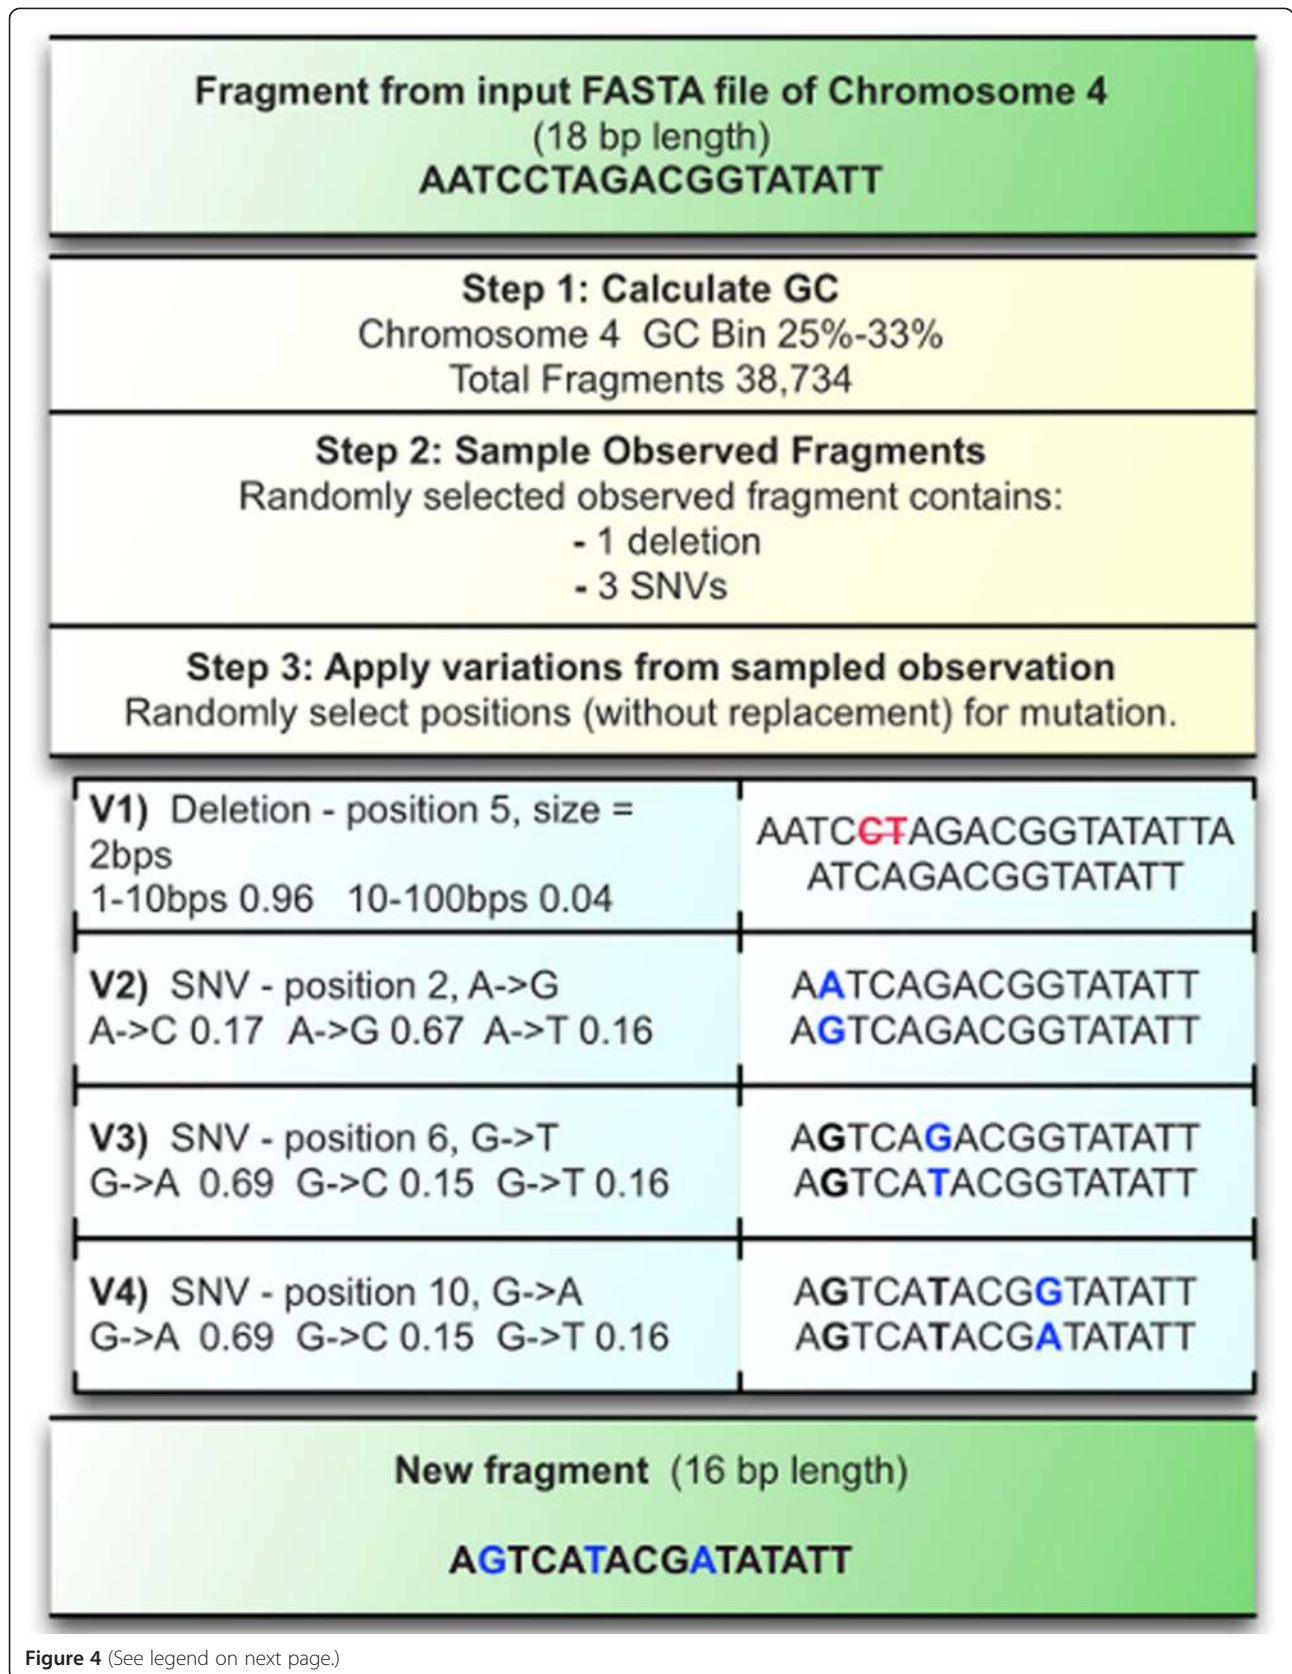 Fragment from input FASTA file of Chromosome 4
(18 bp length)
AATCCTAGACGGTATATT
Step 1: Calculate GC
Chromosome 4 GC Bin 25%-33%
Total Fragments 38,734
Step 2: Sample Observed Fragments
Randomly selected observed fragment contains:
- 1 deletion
- 3 SNVs
Step 3: Apply variations from sampled observation
Randomly select positions (without replacement) for mutation.
V1) Deletion - position 5, size =
2bps
1-10bps 0.96 10-100bps 0.04
AATCCTAGACGGTATATTA
ATCAGACGGTATATT
V2) SNV - position 2, A->G
A->C 0.17 A->G 0.67 A->T 0.16
AATCAGACGGTATATT
AGTCAGACGGTATATT
V3) SNV - position 6, G->T
G->A 0.69 G->C 0.15 G->T 0.16
AGTCAGACGGTATATT
AGTCATACGGTATATT
V4) SNV - position 10, G->A
G->A 0.69 G->C 0.15 G->T 0.16
AGTCATACGGTATATT
AGTCATACGATATATT
New fragment (16 bp length)
AGTCATACGATATATT
Figure 4 (See legend on next page.)